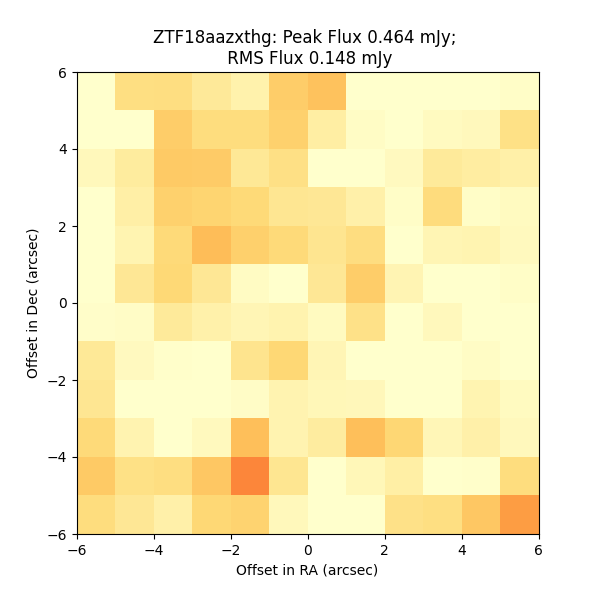 ZTF18aazxthg: Peak Flux 0.464 mJy;
RMS Flux 0.148 mJy
6
4
2
0
−2
−4
−6
Offset in Dec (arcsec)
−6 −4 −2 0 2 4 6
Offset in RA (arcsec)